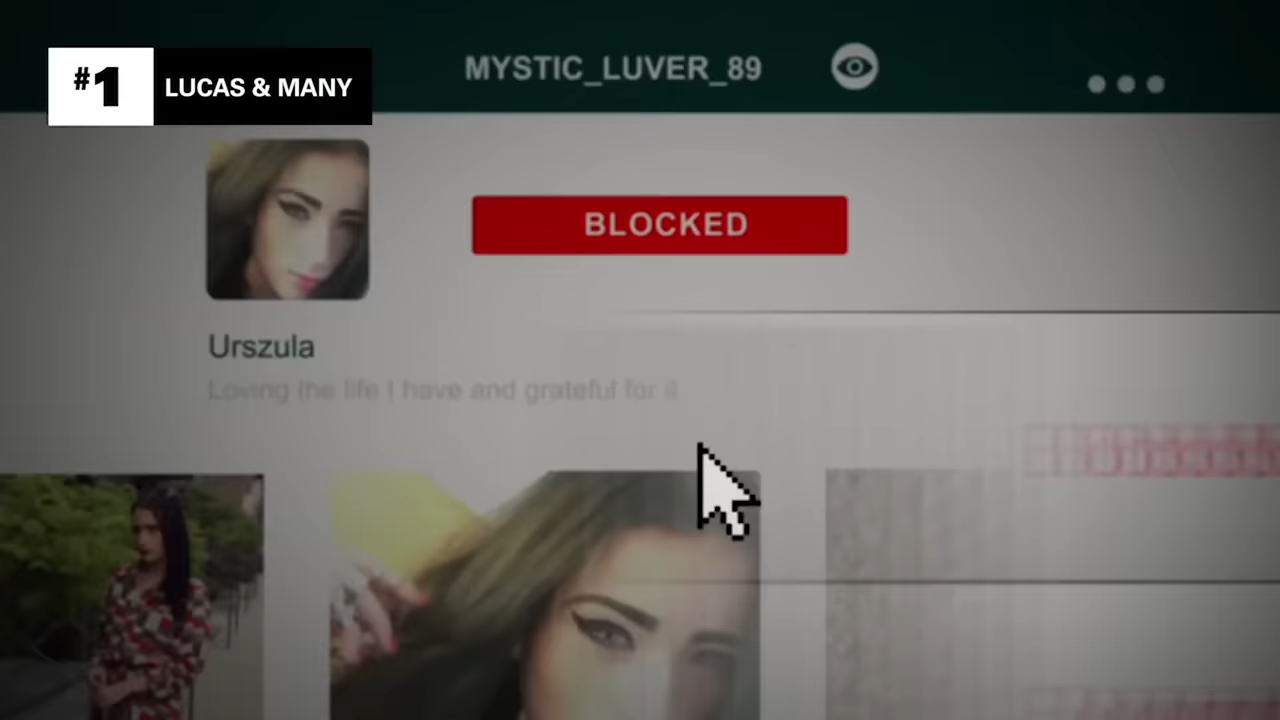 #1 LUCAS & MANY
MYSTIC_LUVER_89
BLOCKED
Urszula
Loving the life I have and grateful for it